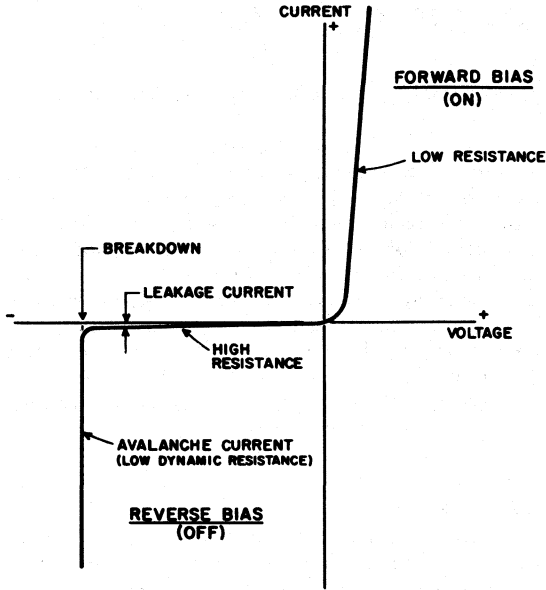 CURRENT
+
FORWARD BIAS
(ON)
LOW RESISTANCE
BREAKDOWN
LEAKAGE CURRENT
-
+
VOLTAGE
HIGH
RESISTANCE
AVALANCHE CURRENT
(LOW DYNAMIC RESISTANCE)
REVERSE BIAS
(OFF)